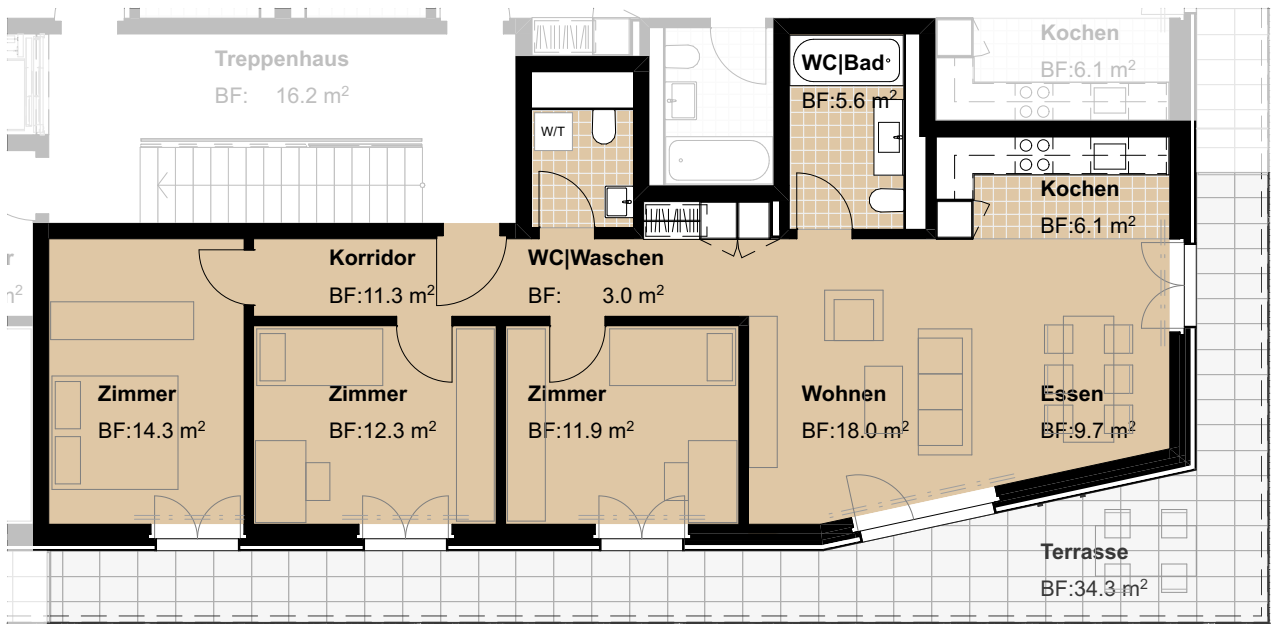 Treppenhaus
BF: 16.2 m²
Kochen
BF:6.1 m²
WC|Bad
BF:5.6 m²
W/T
Kochen
BF:6.1 m²
r
m²
Korridor
BF:11.3 m²
WC|Waschen
BF: 3.0 m²
Zimmer
BF:14.3 m²
Zimmer
BF:12.3 m²
Zimmer
BF:11.9 m²
Wohnen
BF:18.0 m²
Essen
BF:9.7 m²
Terrasse
BF:34.3 m²